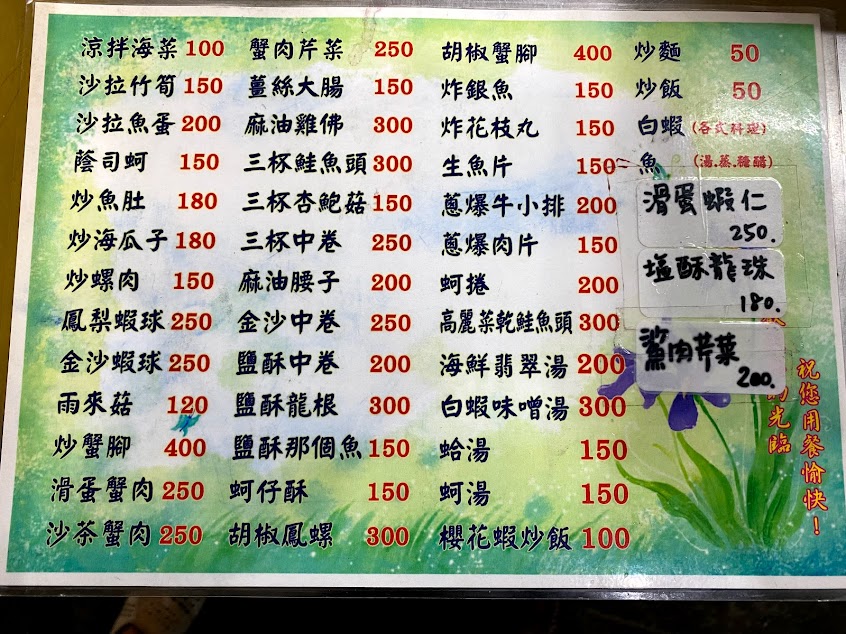 涼拌海菜 100
沙拉竹筍 150
沙拉魚蛋 200
蔭司蚵 150
炒魚肚 180
炒海瓜子 180
炒螺肉 150
鳳梨蝦球 250
金沙蝦球 250
雨來菇 120
炒蟹腳 400
滑蛋蟹肉 250
沙茶蟹肉 250
蟹肉芹菜 250
薑絲大腸 150
麻油雞佛 300
三杯鮭魚頭 300
三杯杏鮑菇 150
三杯中卷 250
麻油腰子 200
金沙中卷 250
鹽酥中卷 200
鹽酥龍根 300
鹽酥那個魚 150
蚵仔酥 150
胡椒鳳螺 300
胡椒蟹腳 400
炸銀魚 150
炸花枝丸 150
生魚片 150
蔥爆牛小排 200
蔥爆肉片 150
蚵捲 200
高麗菜乾鮭魚頭 300
海鮮翡翠湯 200
白蝦味噌湯 300
蛤湯 150
蚵湯 150
櫻花蝦炒飯 100
炒麵 50
炒飯 50
白蝦 (各式料理)
魚 (湯.蒸.糖醋)
滑蛋蝦仁
250.
塩酥龍珠
180.
鯊肉芹菜
200.
光臨
祝您用餐愉快！